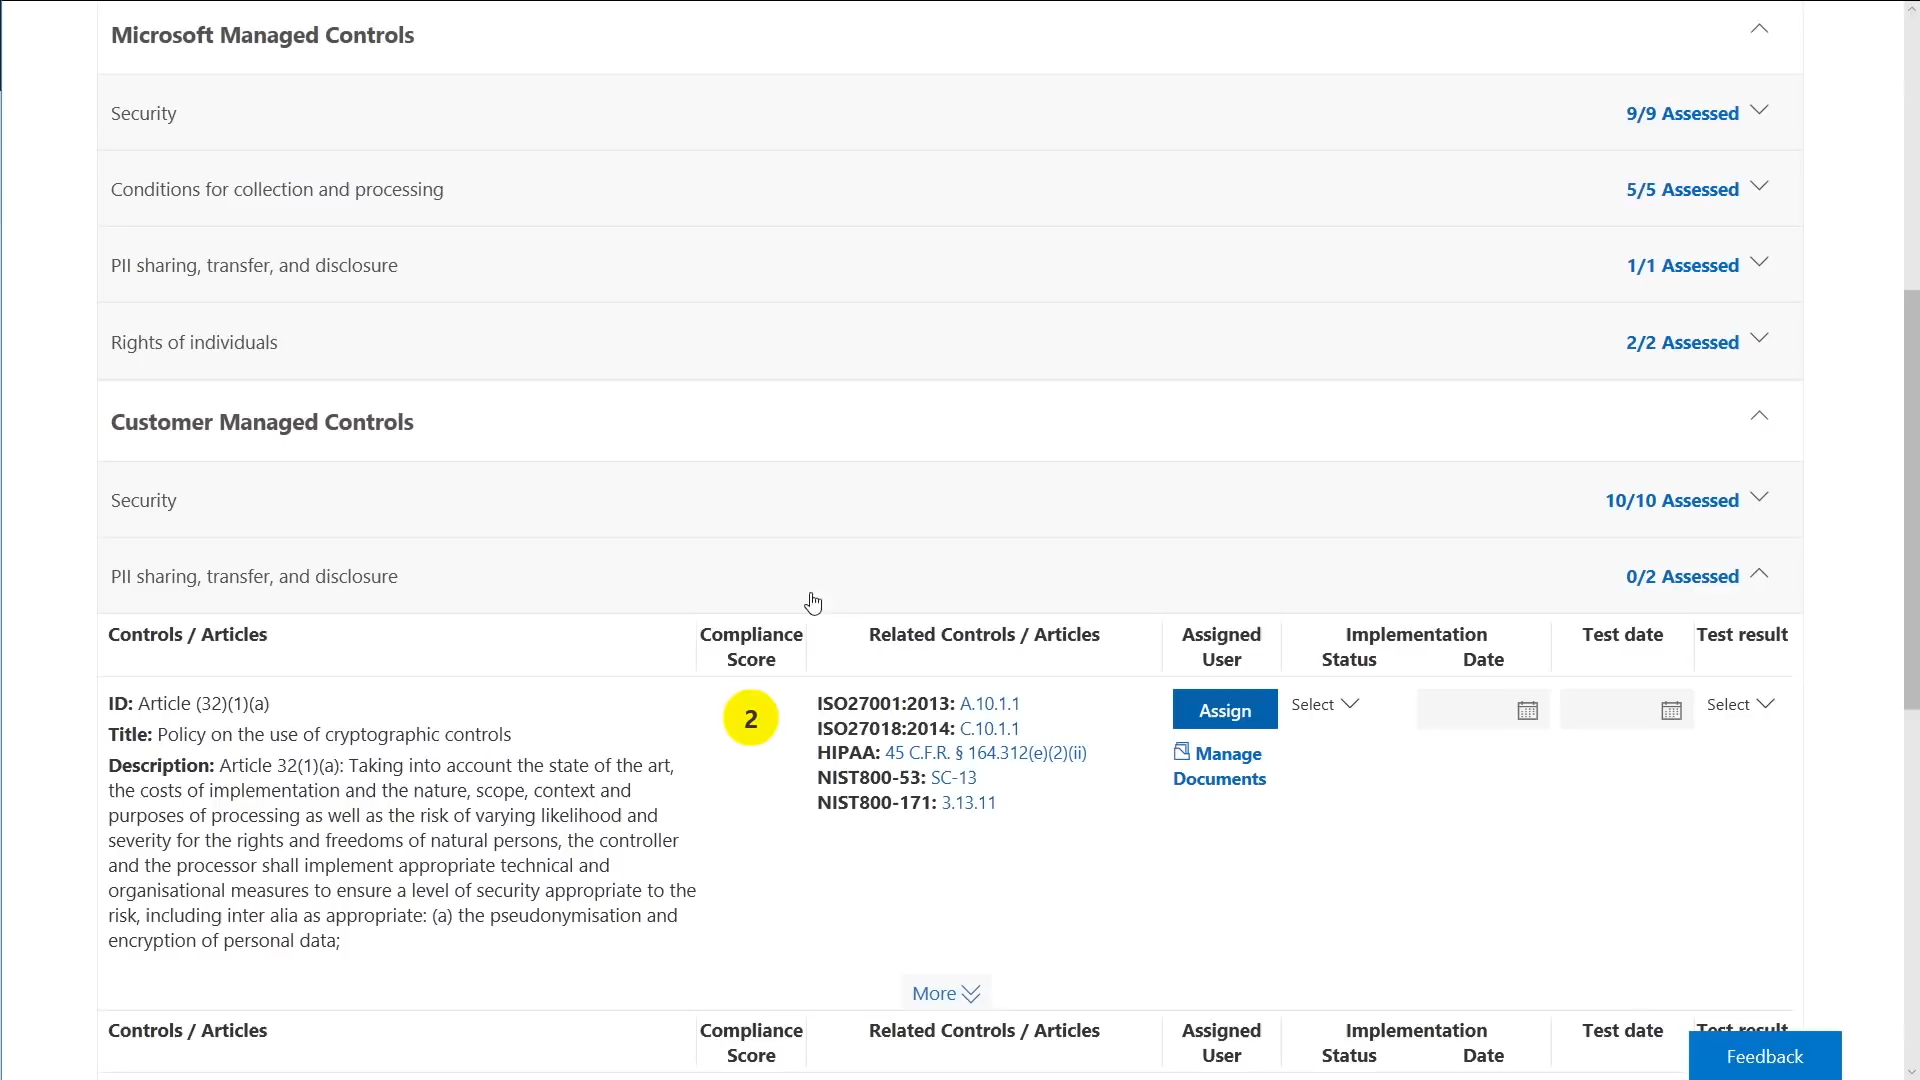 Microsoft Managed Controls
Security
9/9 Assessed
Conditions for collection and processing
5/5 Assessed
PII sharing, transfer, and disclosure
1/1 Assessed
Rights of individuals
2/2 Assessed
Customer Managed Controls
Security
10/10 Assessed
PII sharing, transfer, and disclosure
0/2 Assessed
Controls / Articles
Compliance
Score
Related Controls / Articles
Assigned
User
Implementation
Status
Date
Test date
Test result
ID: Article (32)(1)(a)
Title: Policy on the use of cryptographic controls
Description: Article 32(1)(a): Taking into account the state of the art,
the costs of implementation and the nature, scope, context and
purposes of processing as well as the risk of varying likelihood and
severity for the rights and freedoms of natural persons, the controller
and the processor shall implement appropriate technical and
organisational measures to ensure a level of security appropriate to the
risk, including inter alia as appropriate: (a) the pseudonymisation and
encryption of personal data;
2
ISO27001:2013: A.10.1.1
ISO27018:2014: C.10.1.1
HIPAA: 45 C.F.R. § 164.312(e)(2)(ii)
NIST800-53: SC-13
NIST800-171: 3.13.11
Assign
Manage
Documents
Select
Select
More
Controls / Articles
Compliance
Score
Related Controls / Articles
Assigned
User
Implementation
Status
Date
Test date
Test result
Feedback